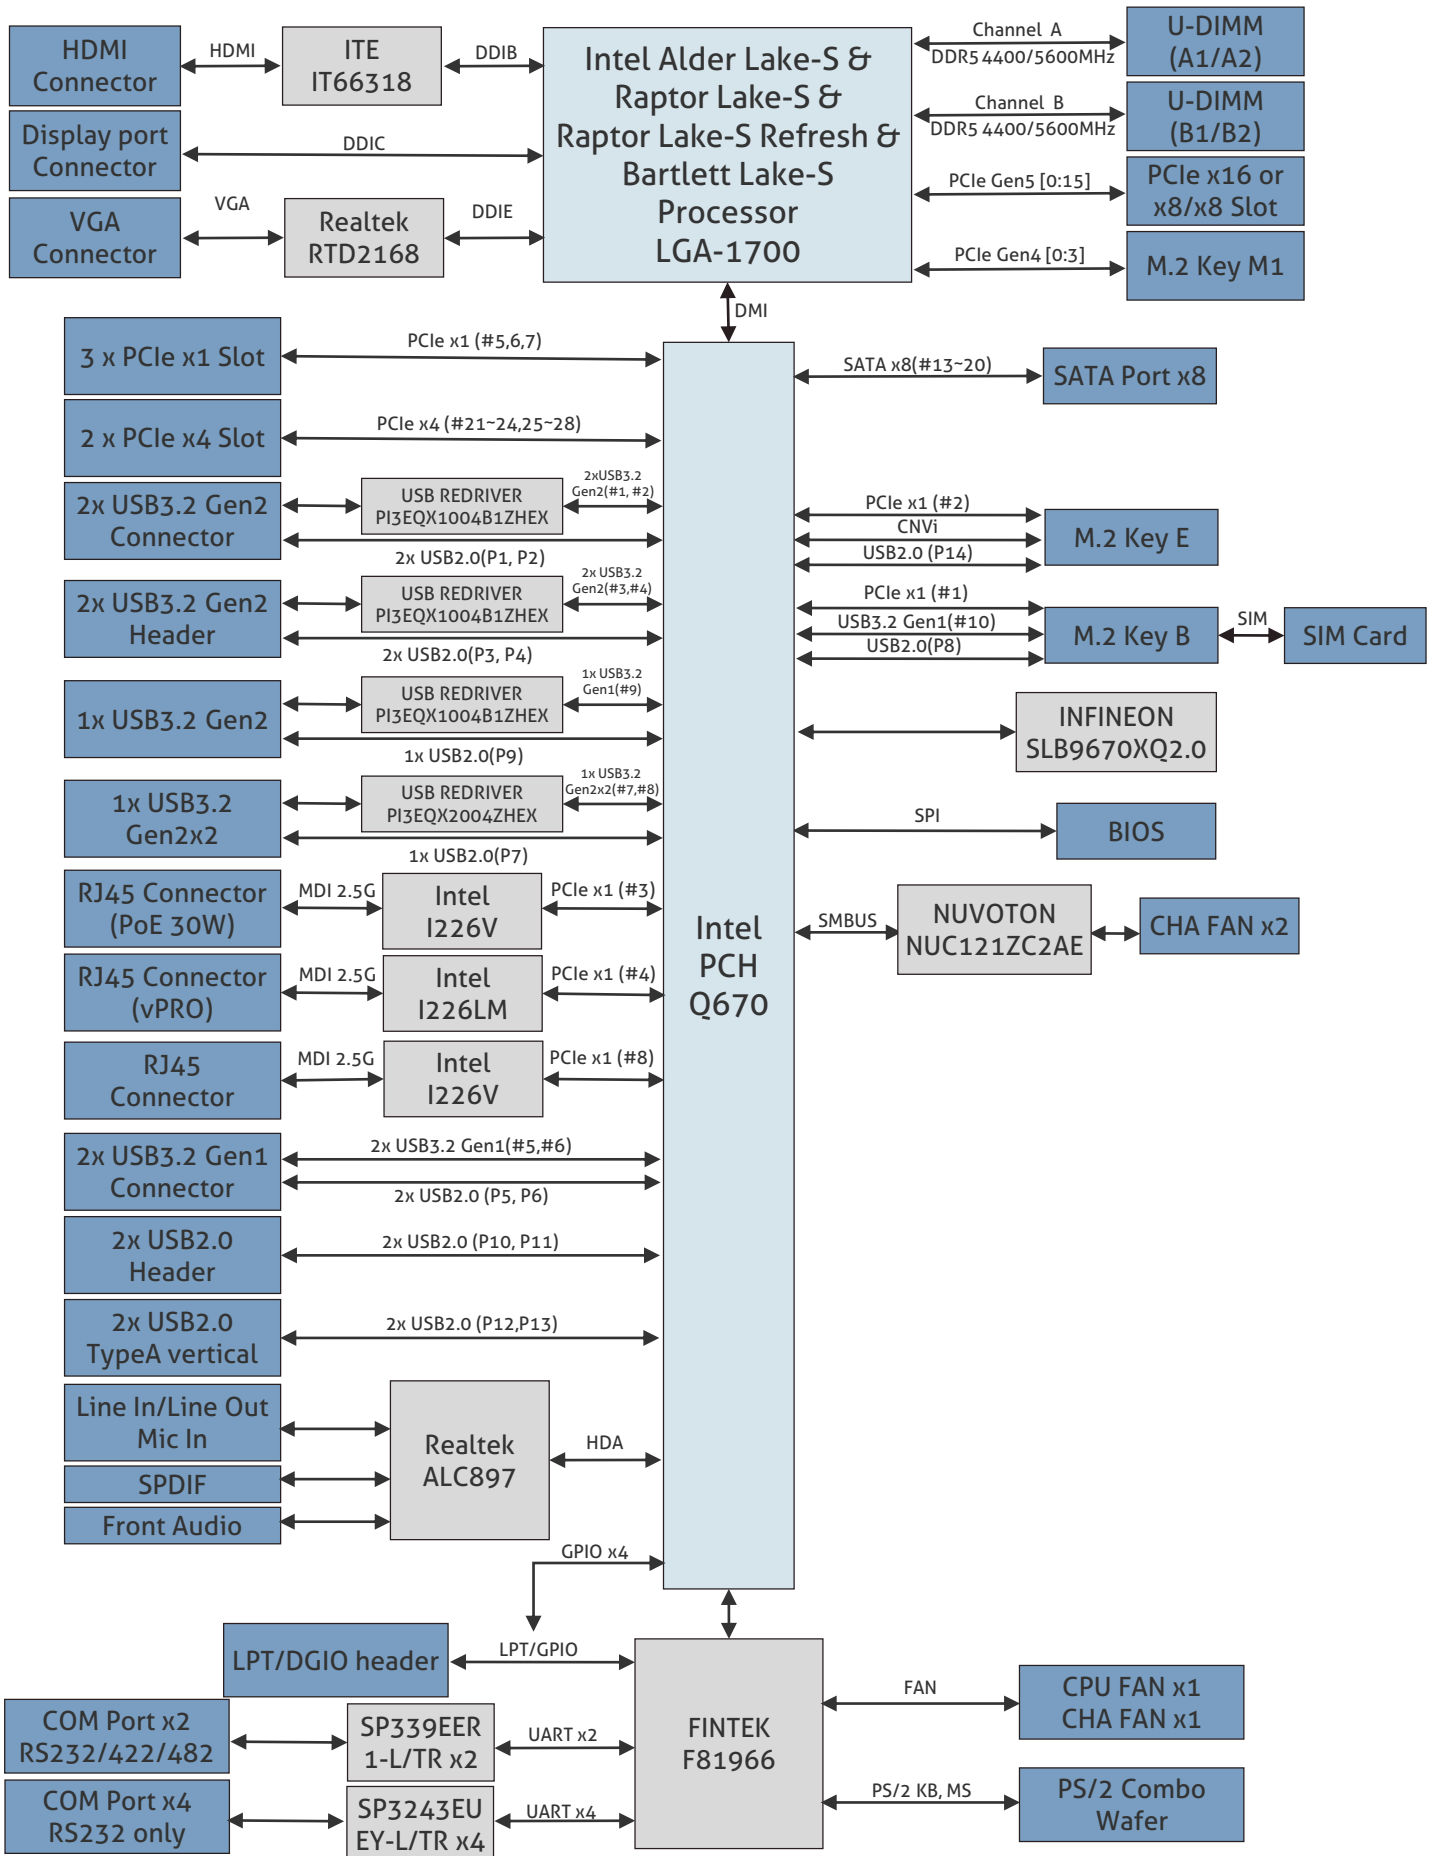 HDMI
Connector
HDMI
ITE
IT66318
DDIB
Display port
Connector
DDIC
VGA
Connector
VGA
Realtek
RTD2168
DDIE
Intel Alder Lake-S &
Raptor Lake-S &
Raptor Lake-S Refresh &
Bartlett Lake-S
Processor
LGA-1700
Channel A
DDR5 4400/5600MHz
U-DIMM
(A1/A2)
Channel B
DDR5 4400/5600MHz
U-DIMM
(B1/B2)
PCIe Gen5 [0:15]
PCIe x16 or
x8/x8 Slot
PCIe Gen4 [0:3]
M.2 Key M1
DMI
3 x PCIe x1 Slot
PCIe x1 (#5,6,7)
2 x PCIe x4 Slot
PCIe x4 (#21~24,25~28)
2x USB3.2 Gen2
Connector
USB REDRIVER
PI3EQX1004B1ZHEX
2xUSB3.2
Gen2(#1, #2)
2x USB2.0(P1, P2)
2x USB3.2 Gen2
Header
USB REDRIVER
PI3EQX1004B1ZHEX
2x USB3.2
Gen2(#3,#4)
2x USB2.0(P3, P4)
1x USB3.2 Gen2
USB REDRIVER
PI3EQX1004B1ZHEX
1x USB3.2
Gen1(#9)
1x USB2.0(P9)
1x USB3.2
Gen2x2
USB REDRIVER
PI3EQX2004ZHEX
1x USB3.2
Gen2x2(#7,#8)
1x USB2.0(P7)
RJ45 Connector
(PoE 30W)
MDI 2.5G
Intel
I226V
PCIe x1 (#3)
RJ45 Connector
(vPRO)
MDI 2.5G
Intel
I226LM
PCIe x1 (#4)
RJ45
Connector
MDI 2.5G
Intel
I226V
PCIe x1 (#8)
2x USB3.2 Gen1
Connector
2x USB3.2 Gen1(#5,#6)
2x USB2.0 (P5, P6)
2x USB2.0
Header
2x USB2.0 (P10, P11)
2x USB2.0
TypeA vertical
2x USB2.0 (P12,P13)
Line In/Line Out
Mic In
SPDIF
Front Audio
Realtek
ALC897
HDA
GPIO x4
Intel
PCH
Q670
SATA x8(#13~20)
SATA Port x8
PCIe x1 (#2)
CNVi
USB2.0 (P14)
M.2 Key E
PCIe x1 (#1)
USB3.2 Gen1(#10)
USB2.0(P8)
M.2 Key B
SIM
SIM Card
INFINEON
SLB9670XQ2.0
SPI
BIOS
SMBUS
NUVOTON
NUC121ZC2AE
CHA FAN x2
LPT/DGIO header
LPT/GPIO
COM Port x2
RS232/422/482
SP339EER
1-L/TR x2
UART x2
COM Port x4
RS232 only
SP3243EU
EY-L/TR x4
UART x4
FINTEK
F81966
FAN
CPU FAN x1
CHA FAN x1
PS/2 KB, MS
PS/2 Combo
Wafer